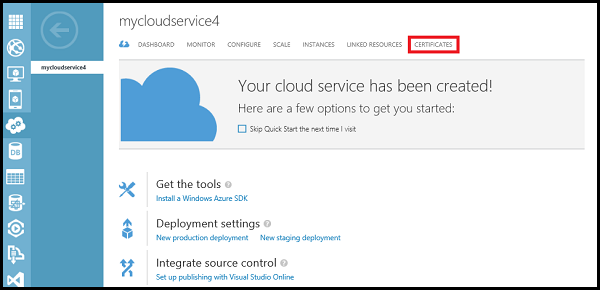 mycloudservice4
DASHBOARD MONITOR CONFIGURE SCALE INSTANCES LINKED RESOURCES CERTIFICATES
mycloudservice4
Your cloud service has been created!
Here are a few options to get you started:
Skip Quick Start the next time I visit
Get the tools ?
Install a Windows Azure SDK
Deployment settings ?
New production deployment New staging deployment
Integrate source control ?
Set up publishing with Visual Studio Online
DB